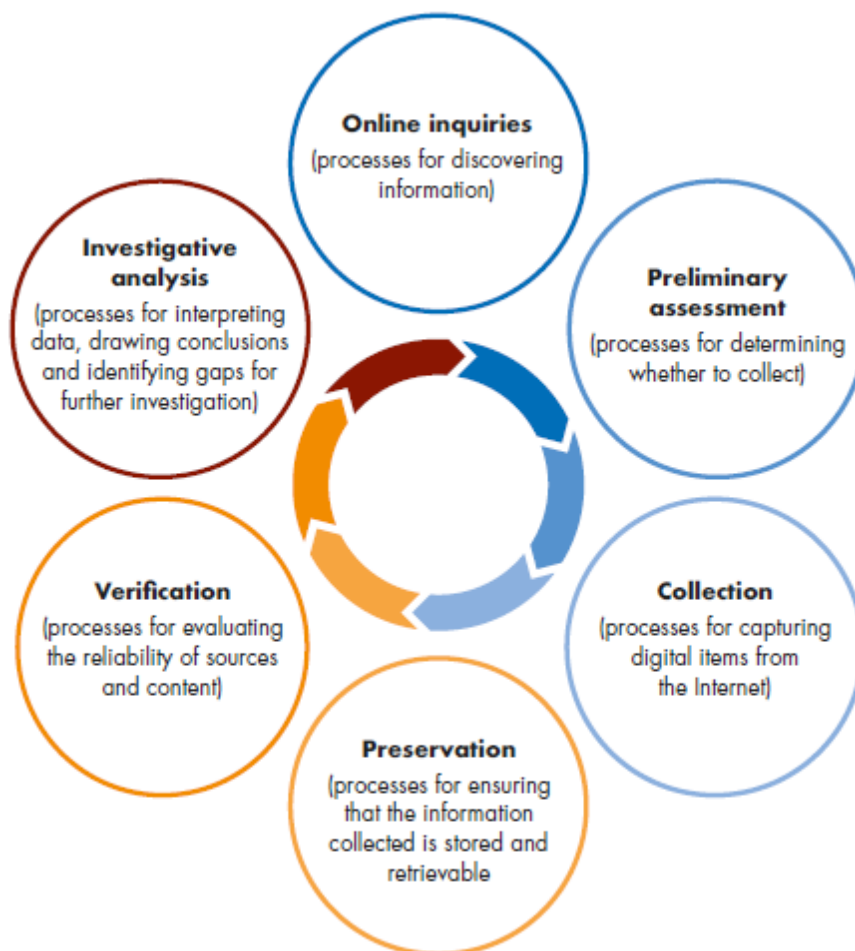 Online inquiries
(processes for discovering
information)
Preliminary
assessment
(processes for determining
whether to collect)
Collection
(processes for capturing
digital items from
the Internet)
Preservation
(processes for ensuring
that the information
collected is stored and
retrievable
Verification
(processes for evaluating
the reliability of sources
and content)
Investigative
analysis
(processes for interpreting
data, drawing conclusions
and identifying gaps for
further investigation)